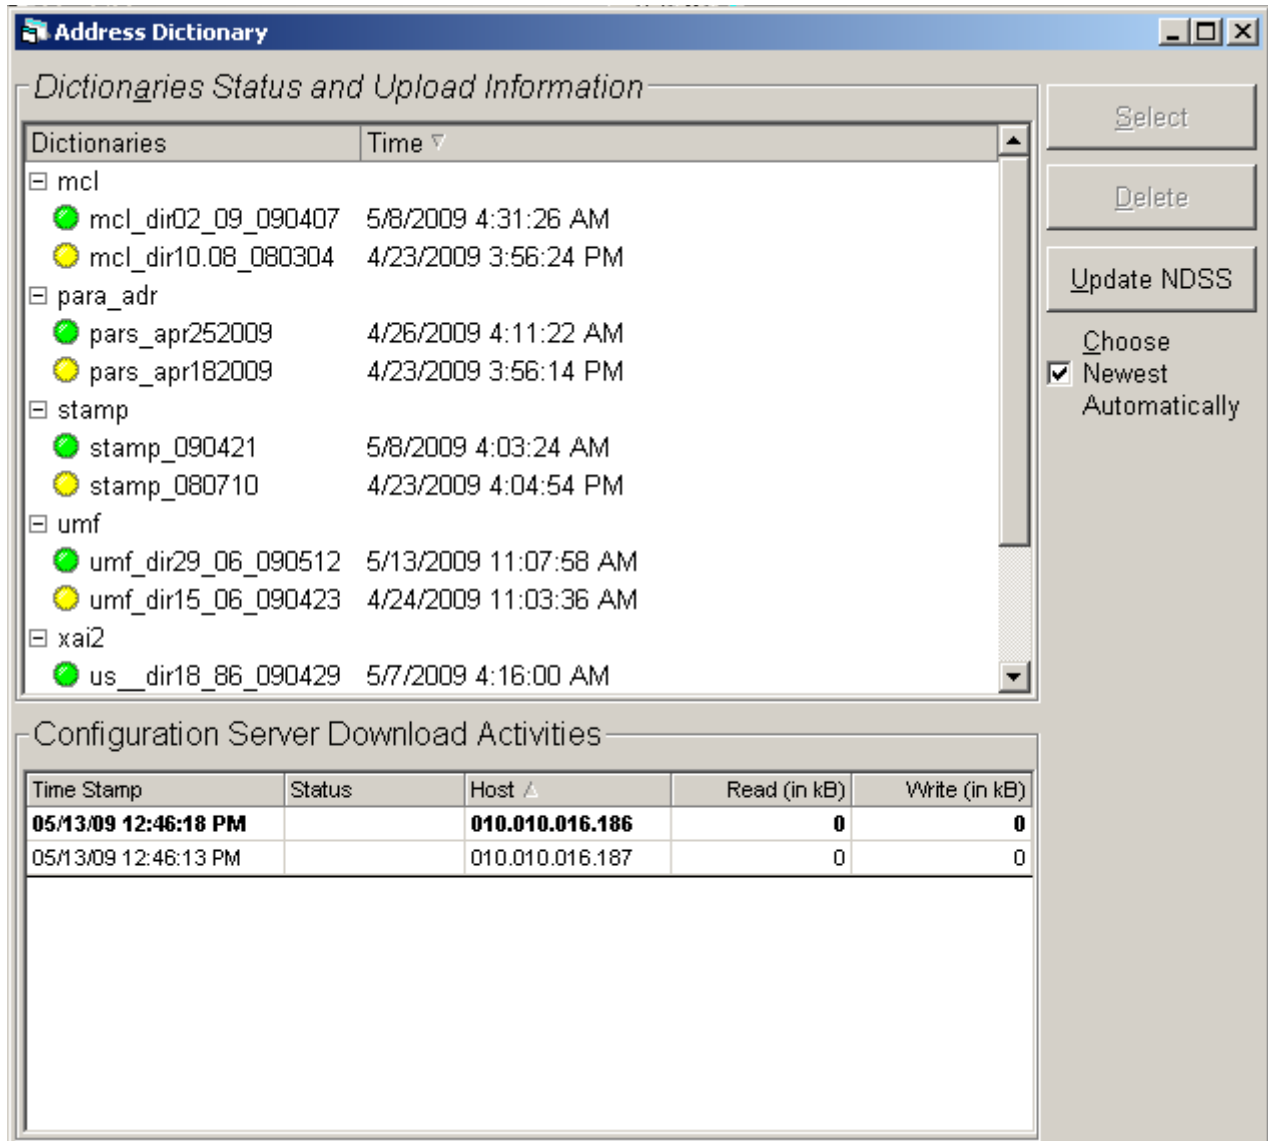 Address Dictionary
Dictionaries Status and Upload Information
Dictionaries Time
mcl
mcl_dir02_09_090407 5/8/2009 4:31:26 AM
mcl_dir10.08_080304 4/23/2009 3:56:24 PM
para_adr
pars_apr252009 4/26/2009 4:11:22 AM
pars_apr182009 4/23/2009 3:56:14 PM
stamp
stamp_090421 5/8/2009 4:03:24 AM
stamp_080710 4/23/2009 4:04:54 PM
umf
umf_dir29_06_090512 5/13/2009 11:07:58 AM
umf_dir15_06_090423 4/24/2009 11:03:36 AM
xai2
us__dir18_86_090429 5/7/2009 4:16:00 AM
Select
Delete
Update NDSS
Choose
Newest
Automatically
Configuration Server Download Activities
Time Stamp Status Host Read (in kB) Write (in kB)
05/13/09 12:46:18 PM 010.010.016.186 0 0
05/13/09 12:46:13 PM 010.010.016.187 0 0